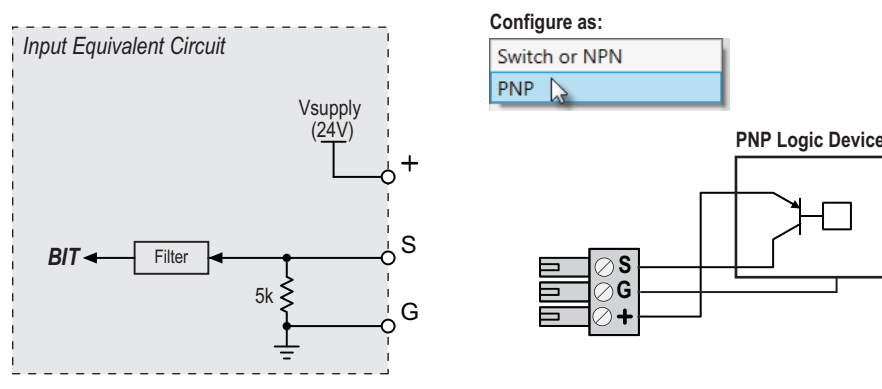 Input Equivalent Circuit
Vsupply
(24V)
+
S
BIT
Filter
5k
G
Configure as:
Switch or NPN
PNP
PNP Logic Device
S
G
+